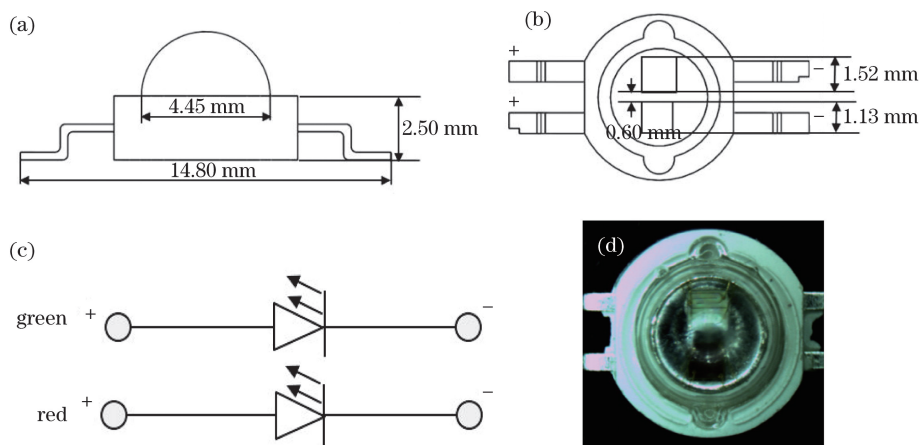 (a)
4.45 mm
2.50 mm
14.80 mm
(b)
+
−
1.52 mm
+
−
1.13 mm
0.60 mm
(c)
green + −
red + −
(d)